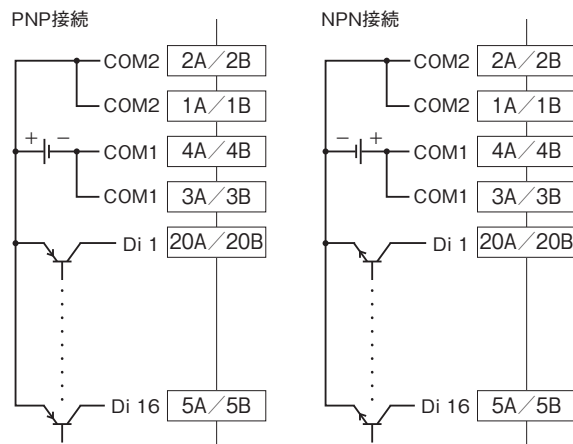 PNP接続
COM2 2A/2B
COM2 1A/1B
+ − COM1 4A/4B
COM1 3A/3B
Di 1 20A/20B
Di 16 5A/5B
NPN接続
COM2 2A/2B
COM2 1A/1B
− + COM1 4A/4B
COM1 3A/3B
Di 1 20A/20B
Di 16 5A/5B